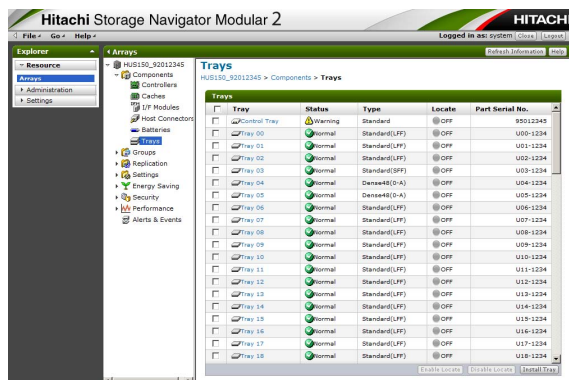 Hitachi Storage Navigator Modular 2
HITACHI
File Go Help
Logged in as: system Close Logout
Explorer
Arrays
Refresh Information Help
Resource
Arrays
Administration
Settings
HUS150_92012345
Components
Controllers
Caches
I/F Modules
Host Connectors
Batteries
Trays
Groups
Replication
Settings
Energy Saving
Security
Performance
Alerts & Events
Trays
HUS150_92012345 > Components > Trays
Trays
Tray Status Type Locate Part Serial No.
Control Tray Warning Standard OFF 95012345
Tray 00 Normal Standard(LFF) OFF U00-1234
Tray 01 Normal Standard(LFF) OFF U01-1234
Tray 02 Normal Standard(LFF) OFF U02-1234
Tray 03 Normal Standard(SFF) OFF U03-1234
Tray 04 Normal Dense48(0-A) OFF U04-1234
Tray 05 Normal Dense48(0-A) OFF U05-1234
Tray 06 Normal Standard(LFF) OFF U06-1234
Tray 07 Normal Standard(LFF) OFF U07-1234
Tray 08 Normal Standard(LFF) OFF U08-1234
Tray 09 Normal Standard(LFF) OFF U09-1234
Tray 10 Normal Standard(LFF) OFF U10-1234
Tray 11 Normal Standard(LFF) OFF U11-1234
Tray 12 Normal Standard(LFF) OFF U12-1234
Tray 13 Normal Standard(LFF) OFF U13-1234
Tray 14 Normal Standard(LFF) OFF U14-1234
Tray 15 Normal Standard(LFF) OFF U15-1234
Tray 16 Normal Standard(LFF) OFF U16-1234
Tray 17 Normal Standard(LFF) OFF U17-1234
Tray 18 Normal Standard(LFF) OFF U18-1234
Enable Locate Disable Locate Install Tray